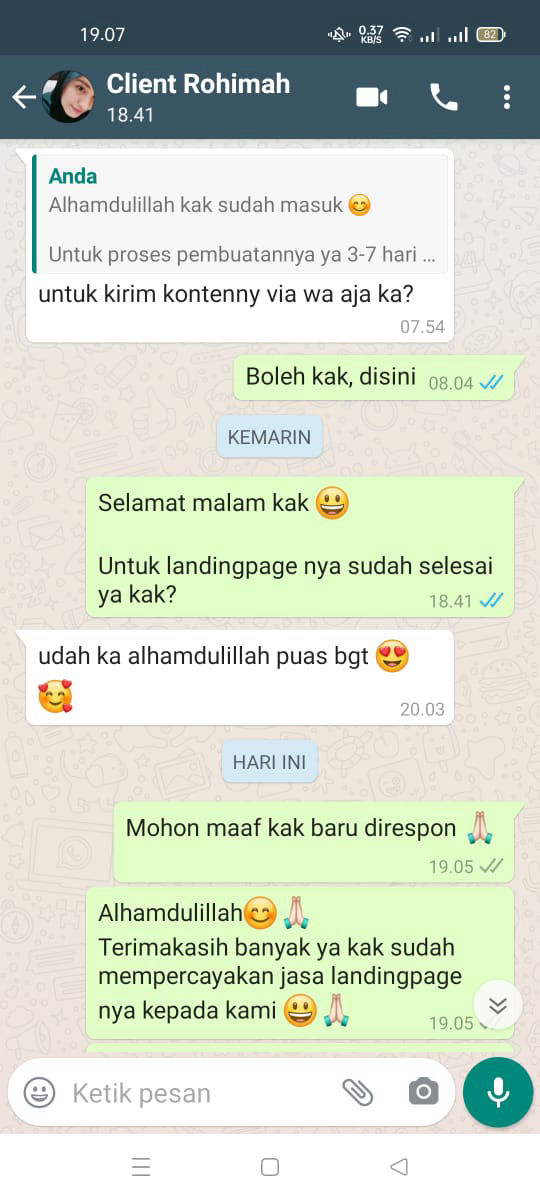 19.07
0.37
KB/S
82
Client Rohimah
18.41
Anda
Alhamdulillah kak sudah masuk 😊
Untuk proses pembuatannya ya 3-7 hari ...
untuk kirim kontenny via wa aja ka?
07.54
Boleh kak, disini
08.04
KEMARIN
Selamat malam kak 😃
Untuk landingpage nya sudah selesai
ya kak?
18.41
udah ka alhamdulillah puas bgt 😍
🥰
20.03
HARI INI
Mohon maaf kak baru direspon 🙏🏻
19.05
Alhamdulillah😊 🙏🏻
Terimakasih banyak ya kak sudah
mempercayakan jasa landingpage
nya kepada kami 😃 🙏🏻
19.05
Ketik pesan